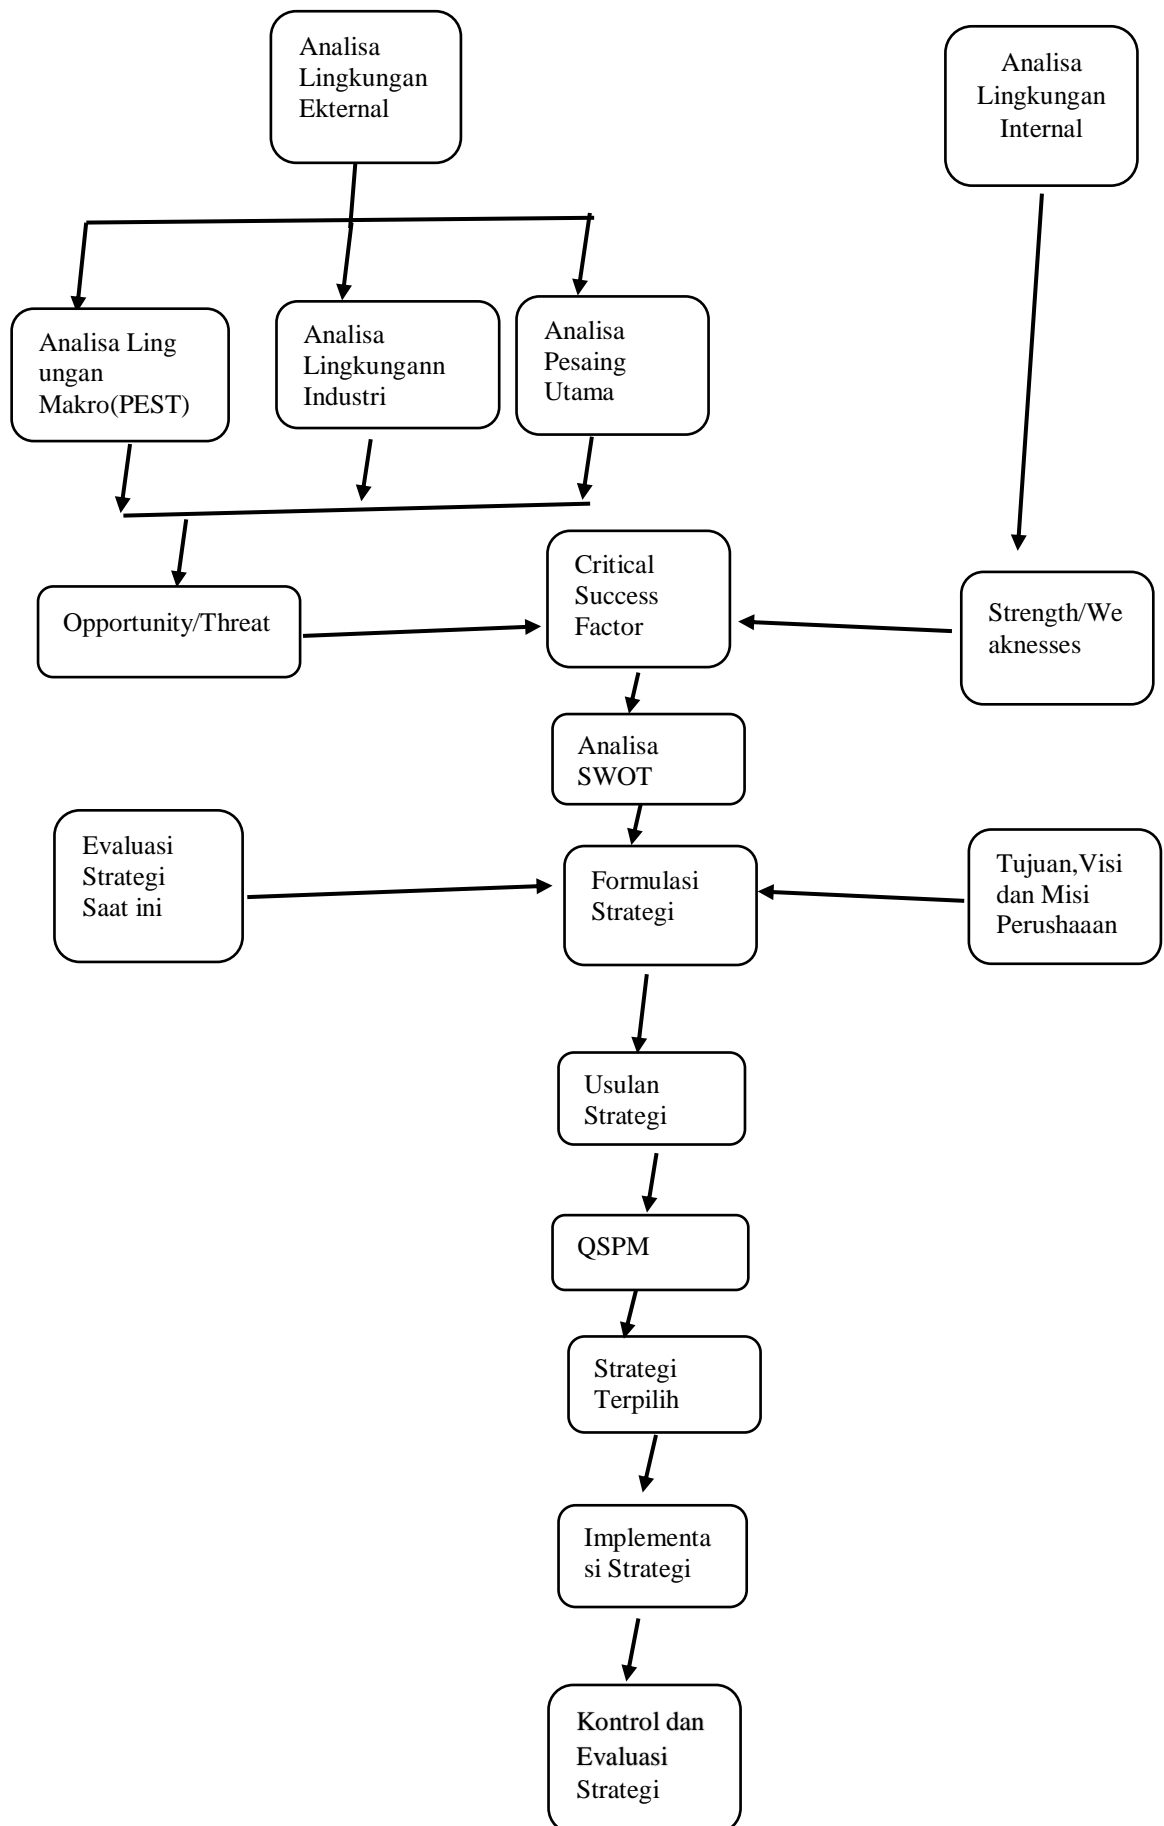 Analisa
Lingkungan
Ekternal
Analisa
Lingkungan
Internal
Analisa Ling
ungan
Makro(PEST)
Analisa
Lingkungann
Industri
Analisa
Pesaing
Utama
Opportunity/Threat
Critical
Success
Factor
Strength/We
aknesses
Analisa
SWOT
Evaluasi
Strategi
Saat ini
Formulasi
Strategi
Tujuan,Visi
dan Misi
Perushaaan
Usulan
Strategi
QSPM
Strategi
Terpilih
Implementa
si Strategi
Kontrol dan
Evaluasi
Strategi